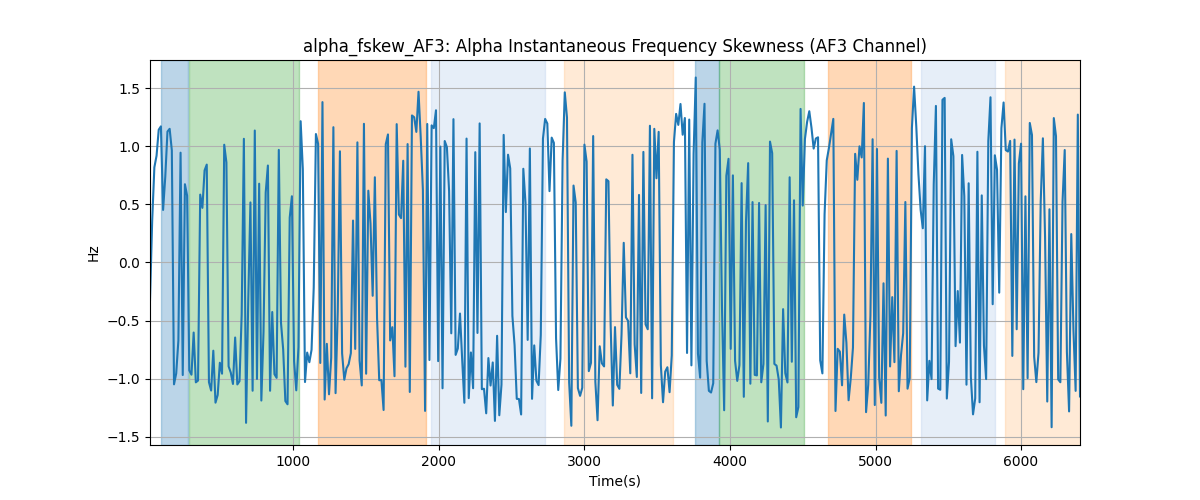 alpha_fskew_AF3: Alpha Instantaneous Frequency Skewness (AF3 Channel)
1.5
1.0
0.5
0.0
−0.5
−1.0
−1.5
Hz
1000 2000 3000 4000 5000 6000
Time(s)